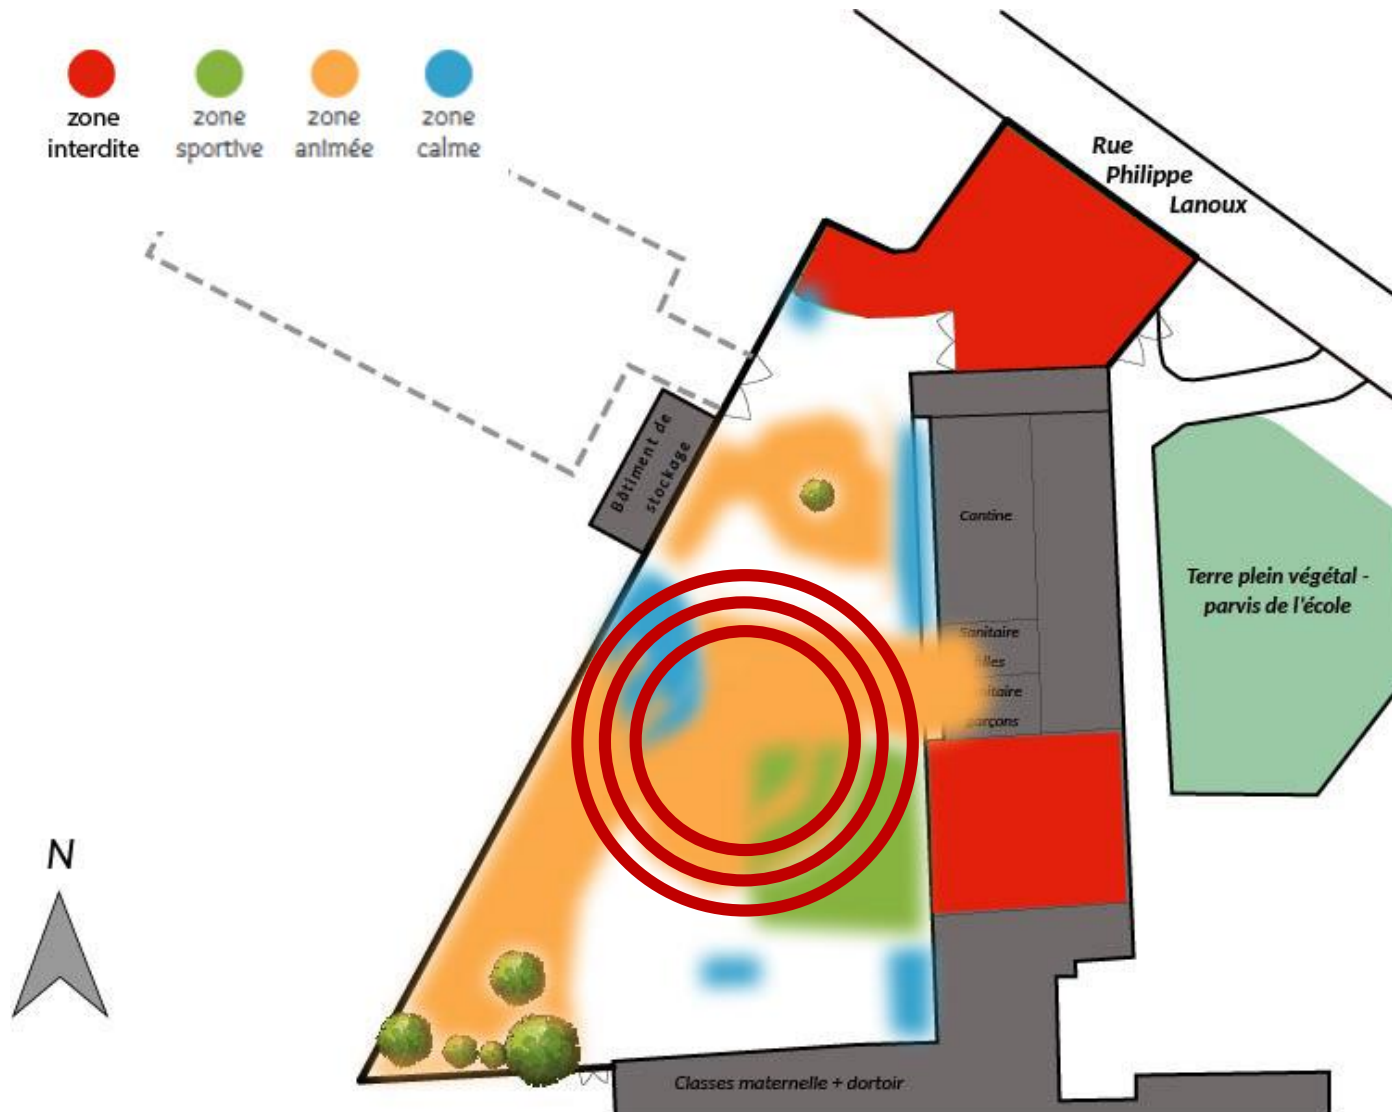 zone
interdite
zone
sportive
zone
animée
zone
calme
Rue
Philippe
Lanoux
Bâtiment de
stockage
Cantine
Sanitaire
Terre plein végétal -
parvis de l'école
N
Classes maternelle + dortoir